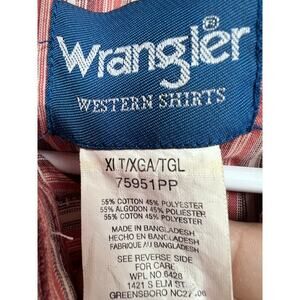 Wrangler®
WESTERN SHIRTS
XLT/XGA/TGL
75951PP
55% COTTON 45% POLYESTER
55% ALGODON 45% POLIESTER
55% COTON 45% POLYESTER
MADE IN BANGLADESH
HECHO EN BANGLADESH
FABRIQUE AU BANGLADESH
SEE REVERSE SIDE
FOR CARE
WPL NO 6428
1421 S ELM ST
GREENSBORO